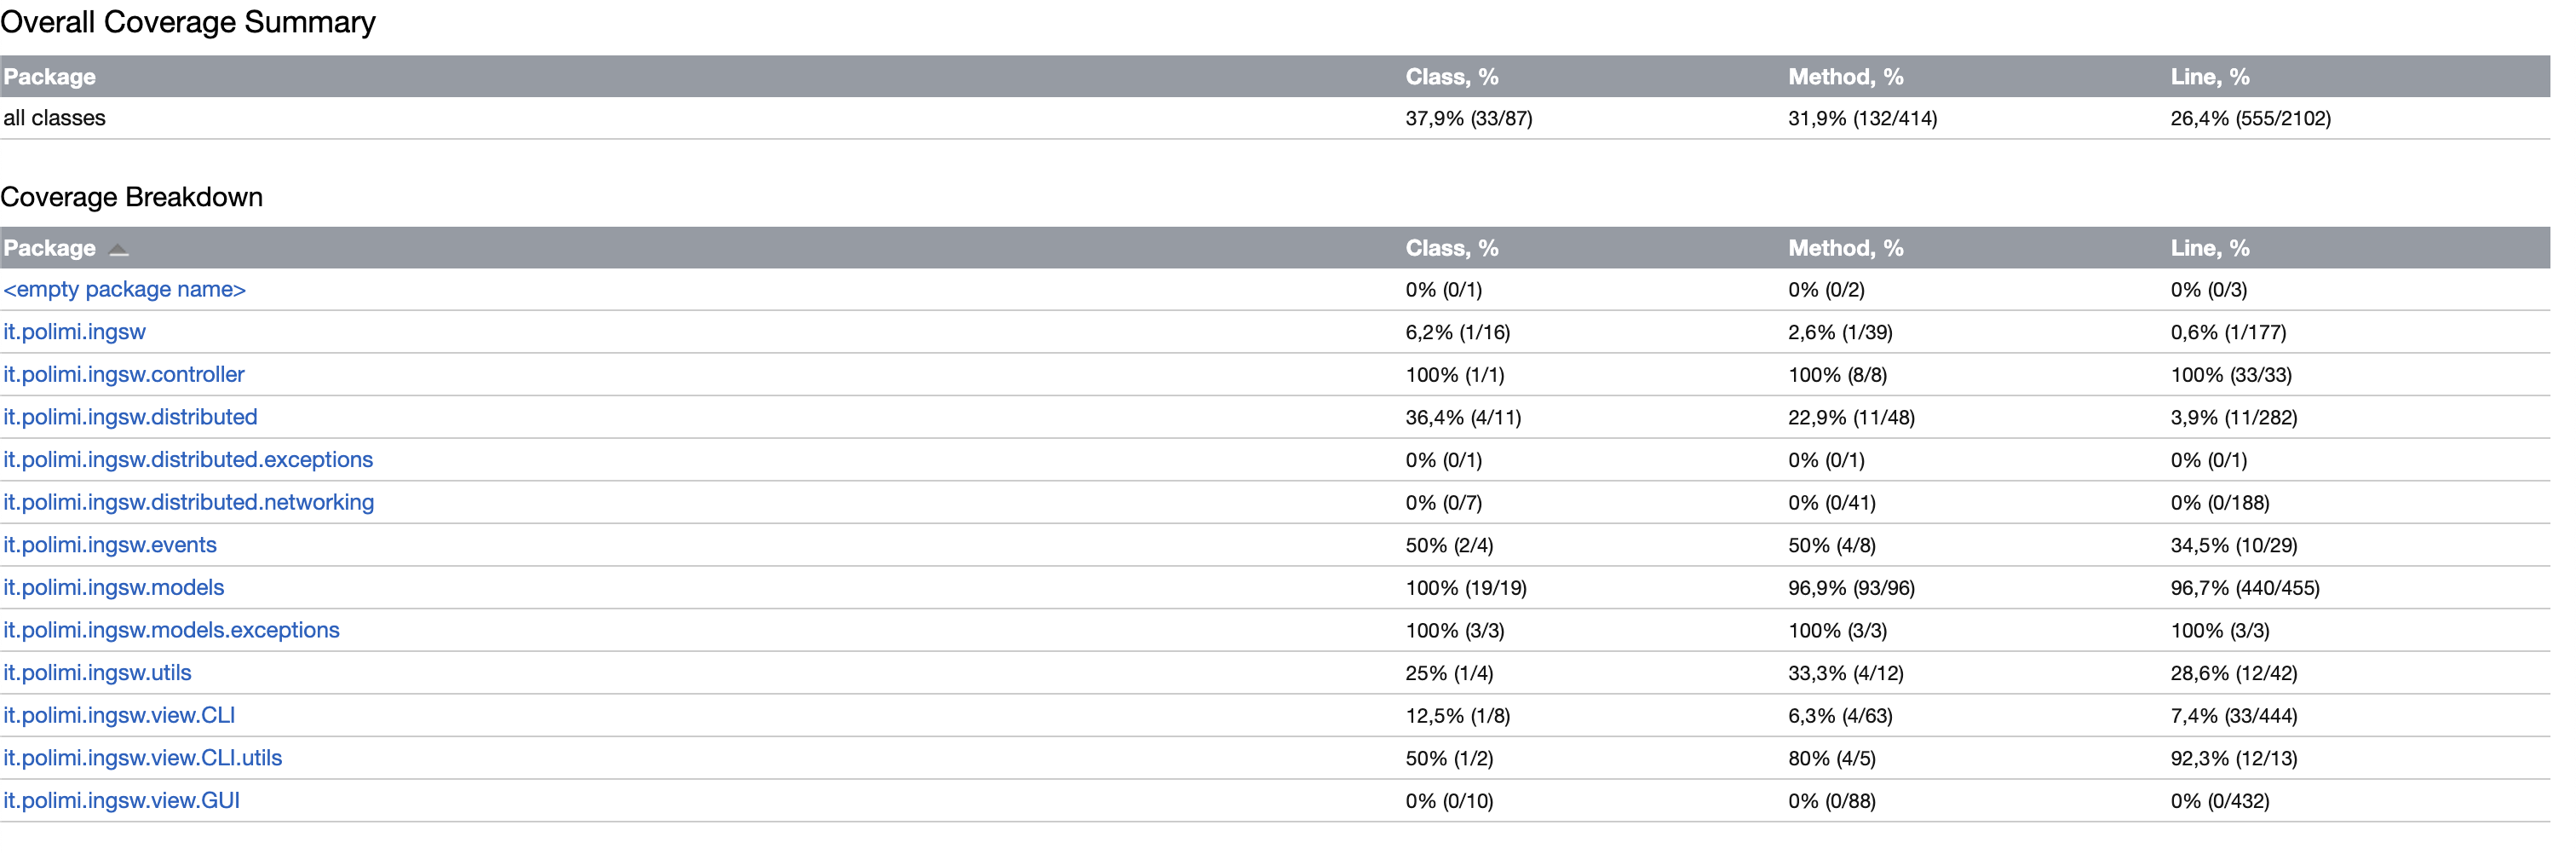 Overall Coverage Summary
Package Class, % Method, % Line, %
all classes 37,9% (33/87) 31,9% (132/414) 26,4% (555/2102)
Coverage Breakdown
Package Class, % Method, % Line, %
<empty package name> 0% (0/1) 0% (0/2) 0% (0/3)
it.polimi.ingsw 6,2% (1/16) 2,6% (1/39) 0,6% (1/177)
it.polimi.ingsw.controller 100% (1/1) 100% (8/8) 100% (33/33)
it.polimi.ingsw.distributed 36,4% (4/11) 22,9% (11/48) 3,9% (11/282)
it.polimi.ingsw.distributed.exceptions 0% (0/1) 0% (0/1) 0% (0/1)
it.polimi.ingsw.distributed.networking 0% (0/7) 0% (0/41) 0% (0/188)
it.polimi.ingsw.events 50% (2/4) 50% (4/8) 34,5% (10/29)
it.polimi.ingsw.models 100% (19/19) 96,9% (93/96) 96,7% (440/455)
it.polimi.ingsw.models.exceptions 100% (3/3) 100% (3/3) 100% (3/3)
it.polimi.ingsw.utils 25% (1/4) 33,3% (4/12) 28,6% (12/42)
it.polimi.ingsw.view.CLI 12,5% (1/8) 6,3% (4/63) 7,4% (33/444)
it.polimi.ingsw.view.CLI.utils 50% (1/2) 80% (4/5) 92,3% (12/13)
it.polimi.ingsw.view.GUI 0% (0/10) 0% (0/88) 0% (0/432)